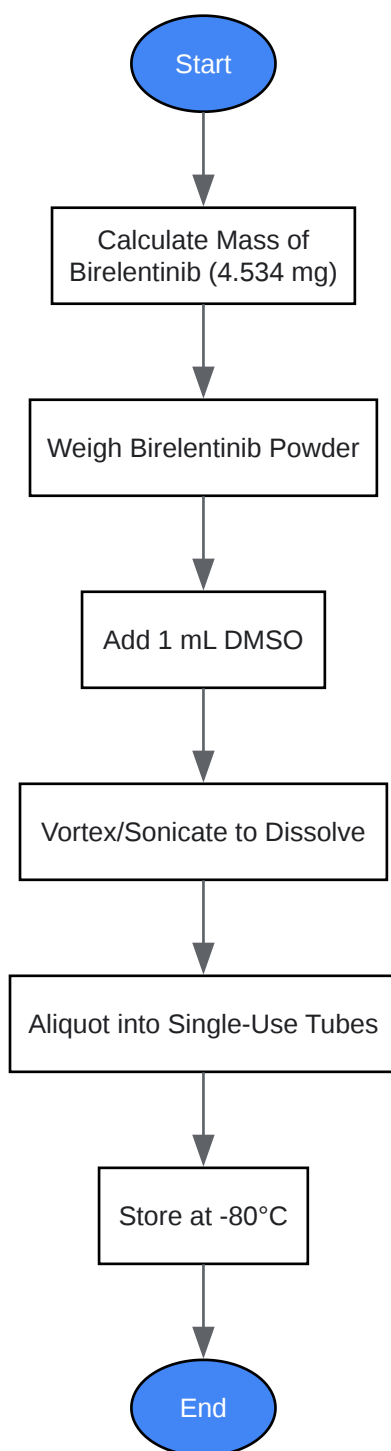 Start
Calculate Mass of
Birelentinib (4.534 mg)
Weigh Birelentinib Powder
Add 1 mL DMSO
Vortex/Sonicate to Dissolve
Aliquot into Single-Use Tubes
Store at -80°C
End